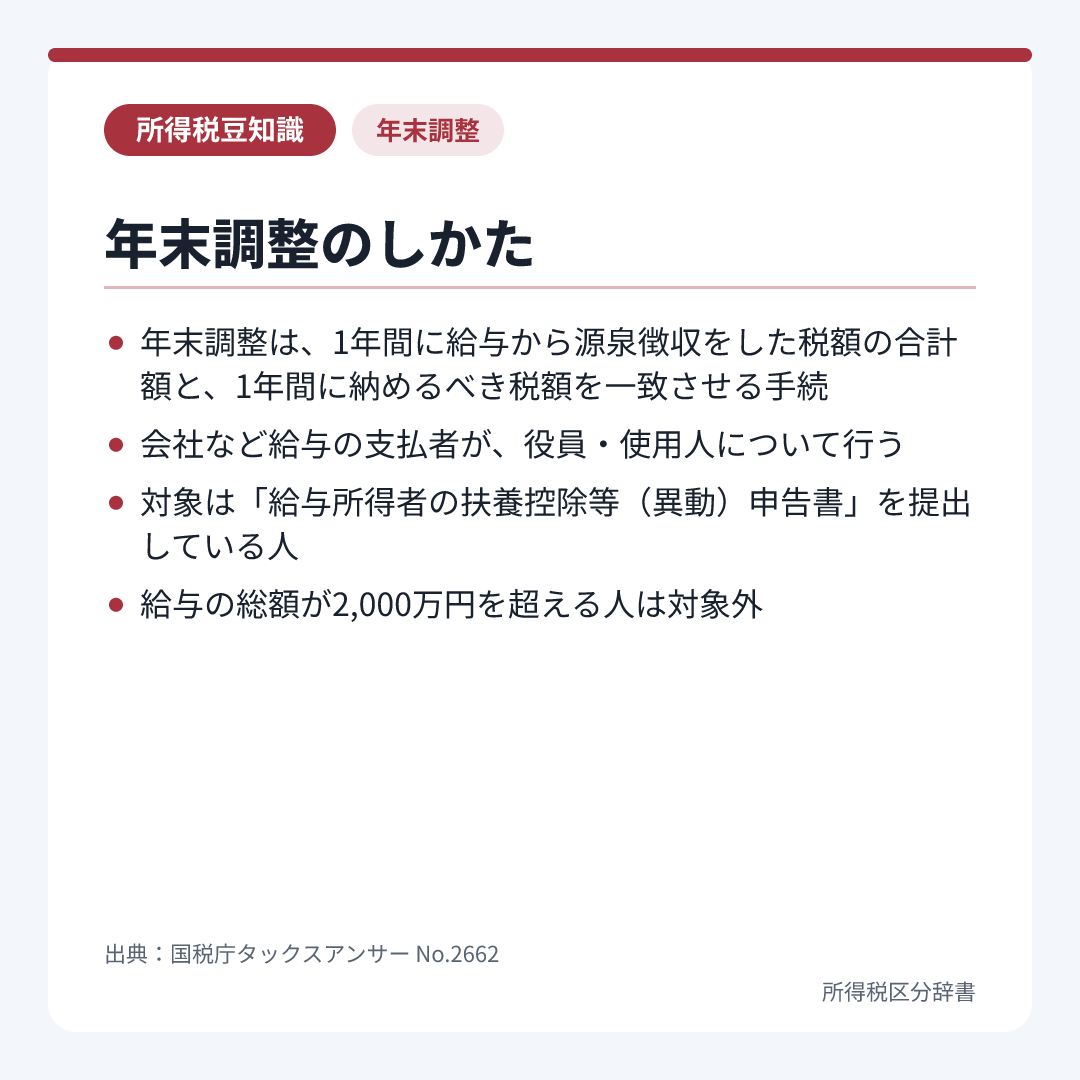 所得税豆知識 年末調整
年末調整のしかた
● 年末調整は、1年間に給与から源泉徴収をした税額の合計
額と、1年間に納めるべき税額を一致させる手続
● 会社など給与の支払者が、役員・使用人について行う
● 対象は「給与所得者の扶養控除等（異動）申告書」を提出
している人
● 給与の総額が2,000万円を超える人は対象外
出典：国税庁タックスアンサー No.2662
所得税区分辞書